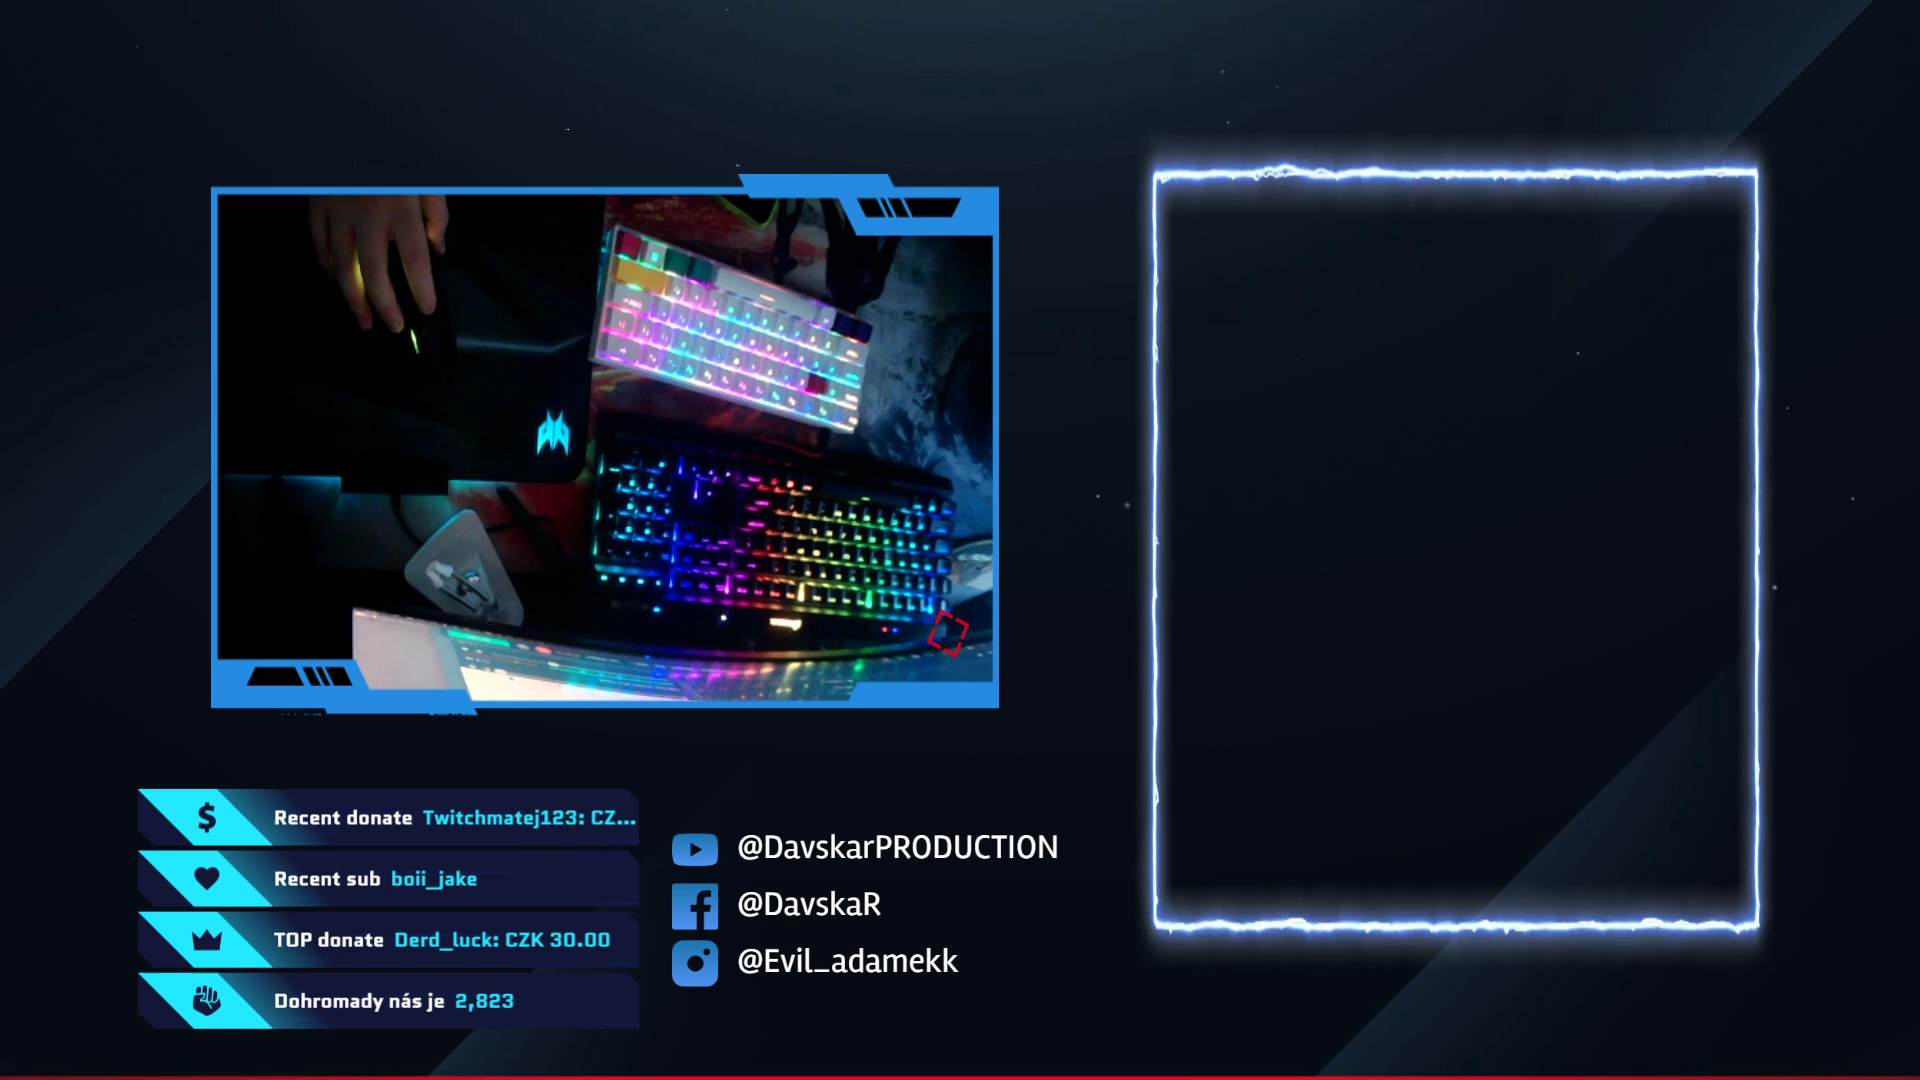 Recent donate Twitchmatej123: CZ...
Recent sub boii_jake
TOP donate Derd_luck: CZK 30.00
Dohromady nás je 2,823
@DavskarPRODUCTION
@DavskaR
@Evil_adamekk